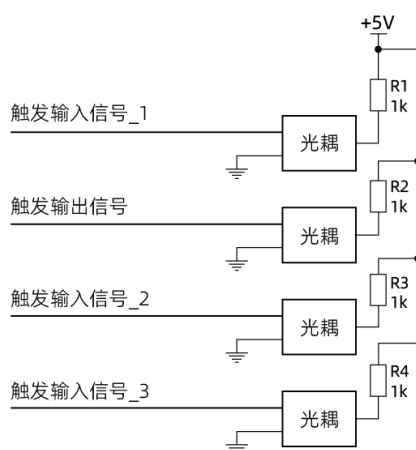 +5V
R1
1k
触发输入信号_1
光耦
R2
1k
触发输出信号
光耦
R3
1k
触发输入信号_2
光耦
R4
1k
触发输入信号_3
光耦